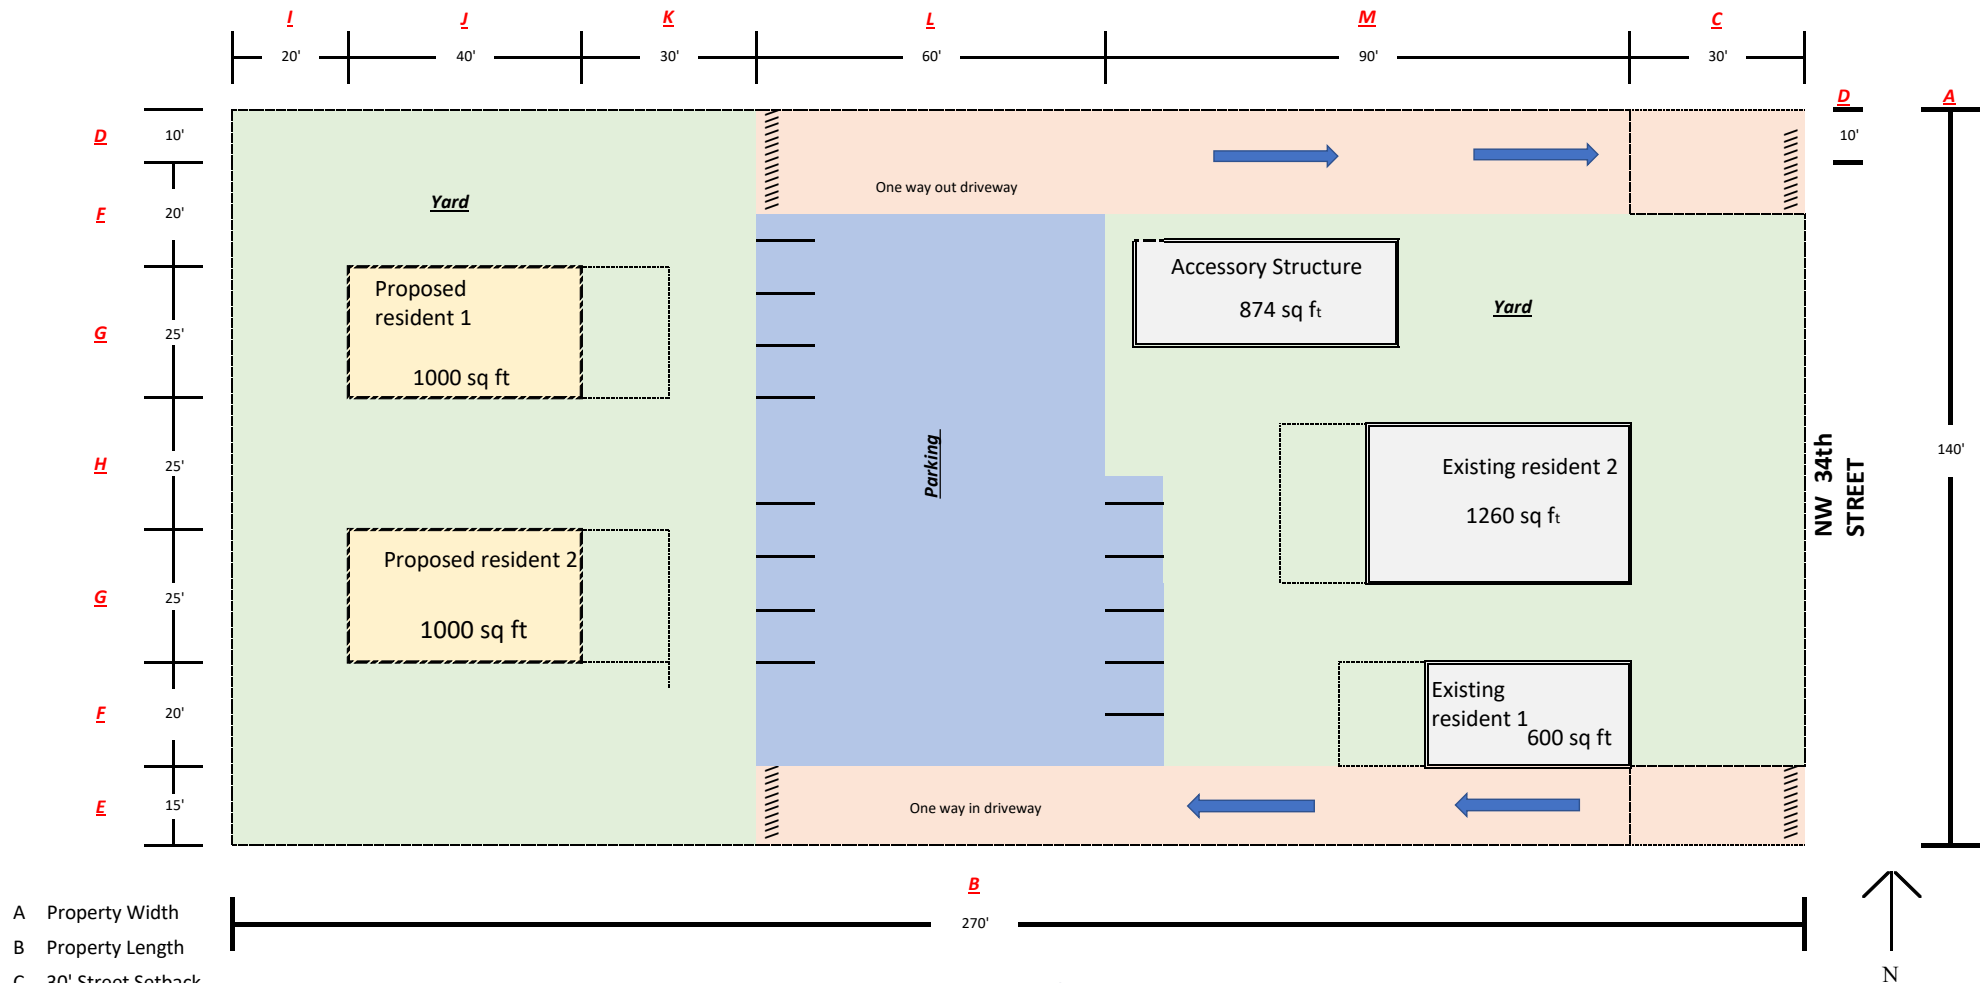 I J K L M C
20' 40' 30' 60' 90' 30'
D A
D 10' 10'
Yard
One way out driveway
F 20'
Accessory Structure
874 sq ft
Yard
Proposed
resident 1
1000 sq ft
G 25'
Parking
NW 34th
STREET
140'
H 25'
Existing resident 2
1260 sq ft
Proposed resident 2
1000 sq ft
G 25'
Existing
resident 1
600 sq ft
F 20'
E 15'
One way in driveway
B
270'
A Property Width
B Property Length
C 30' Street Setback
N